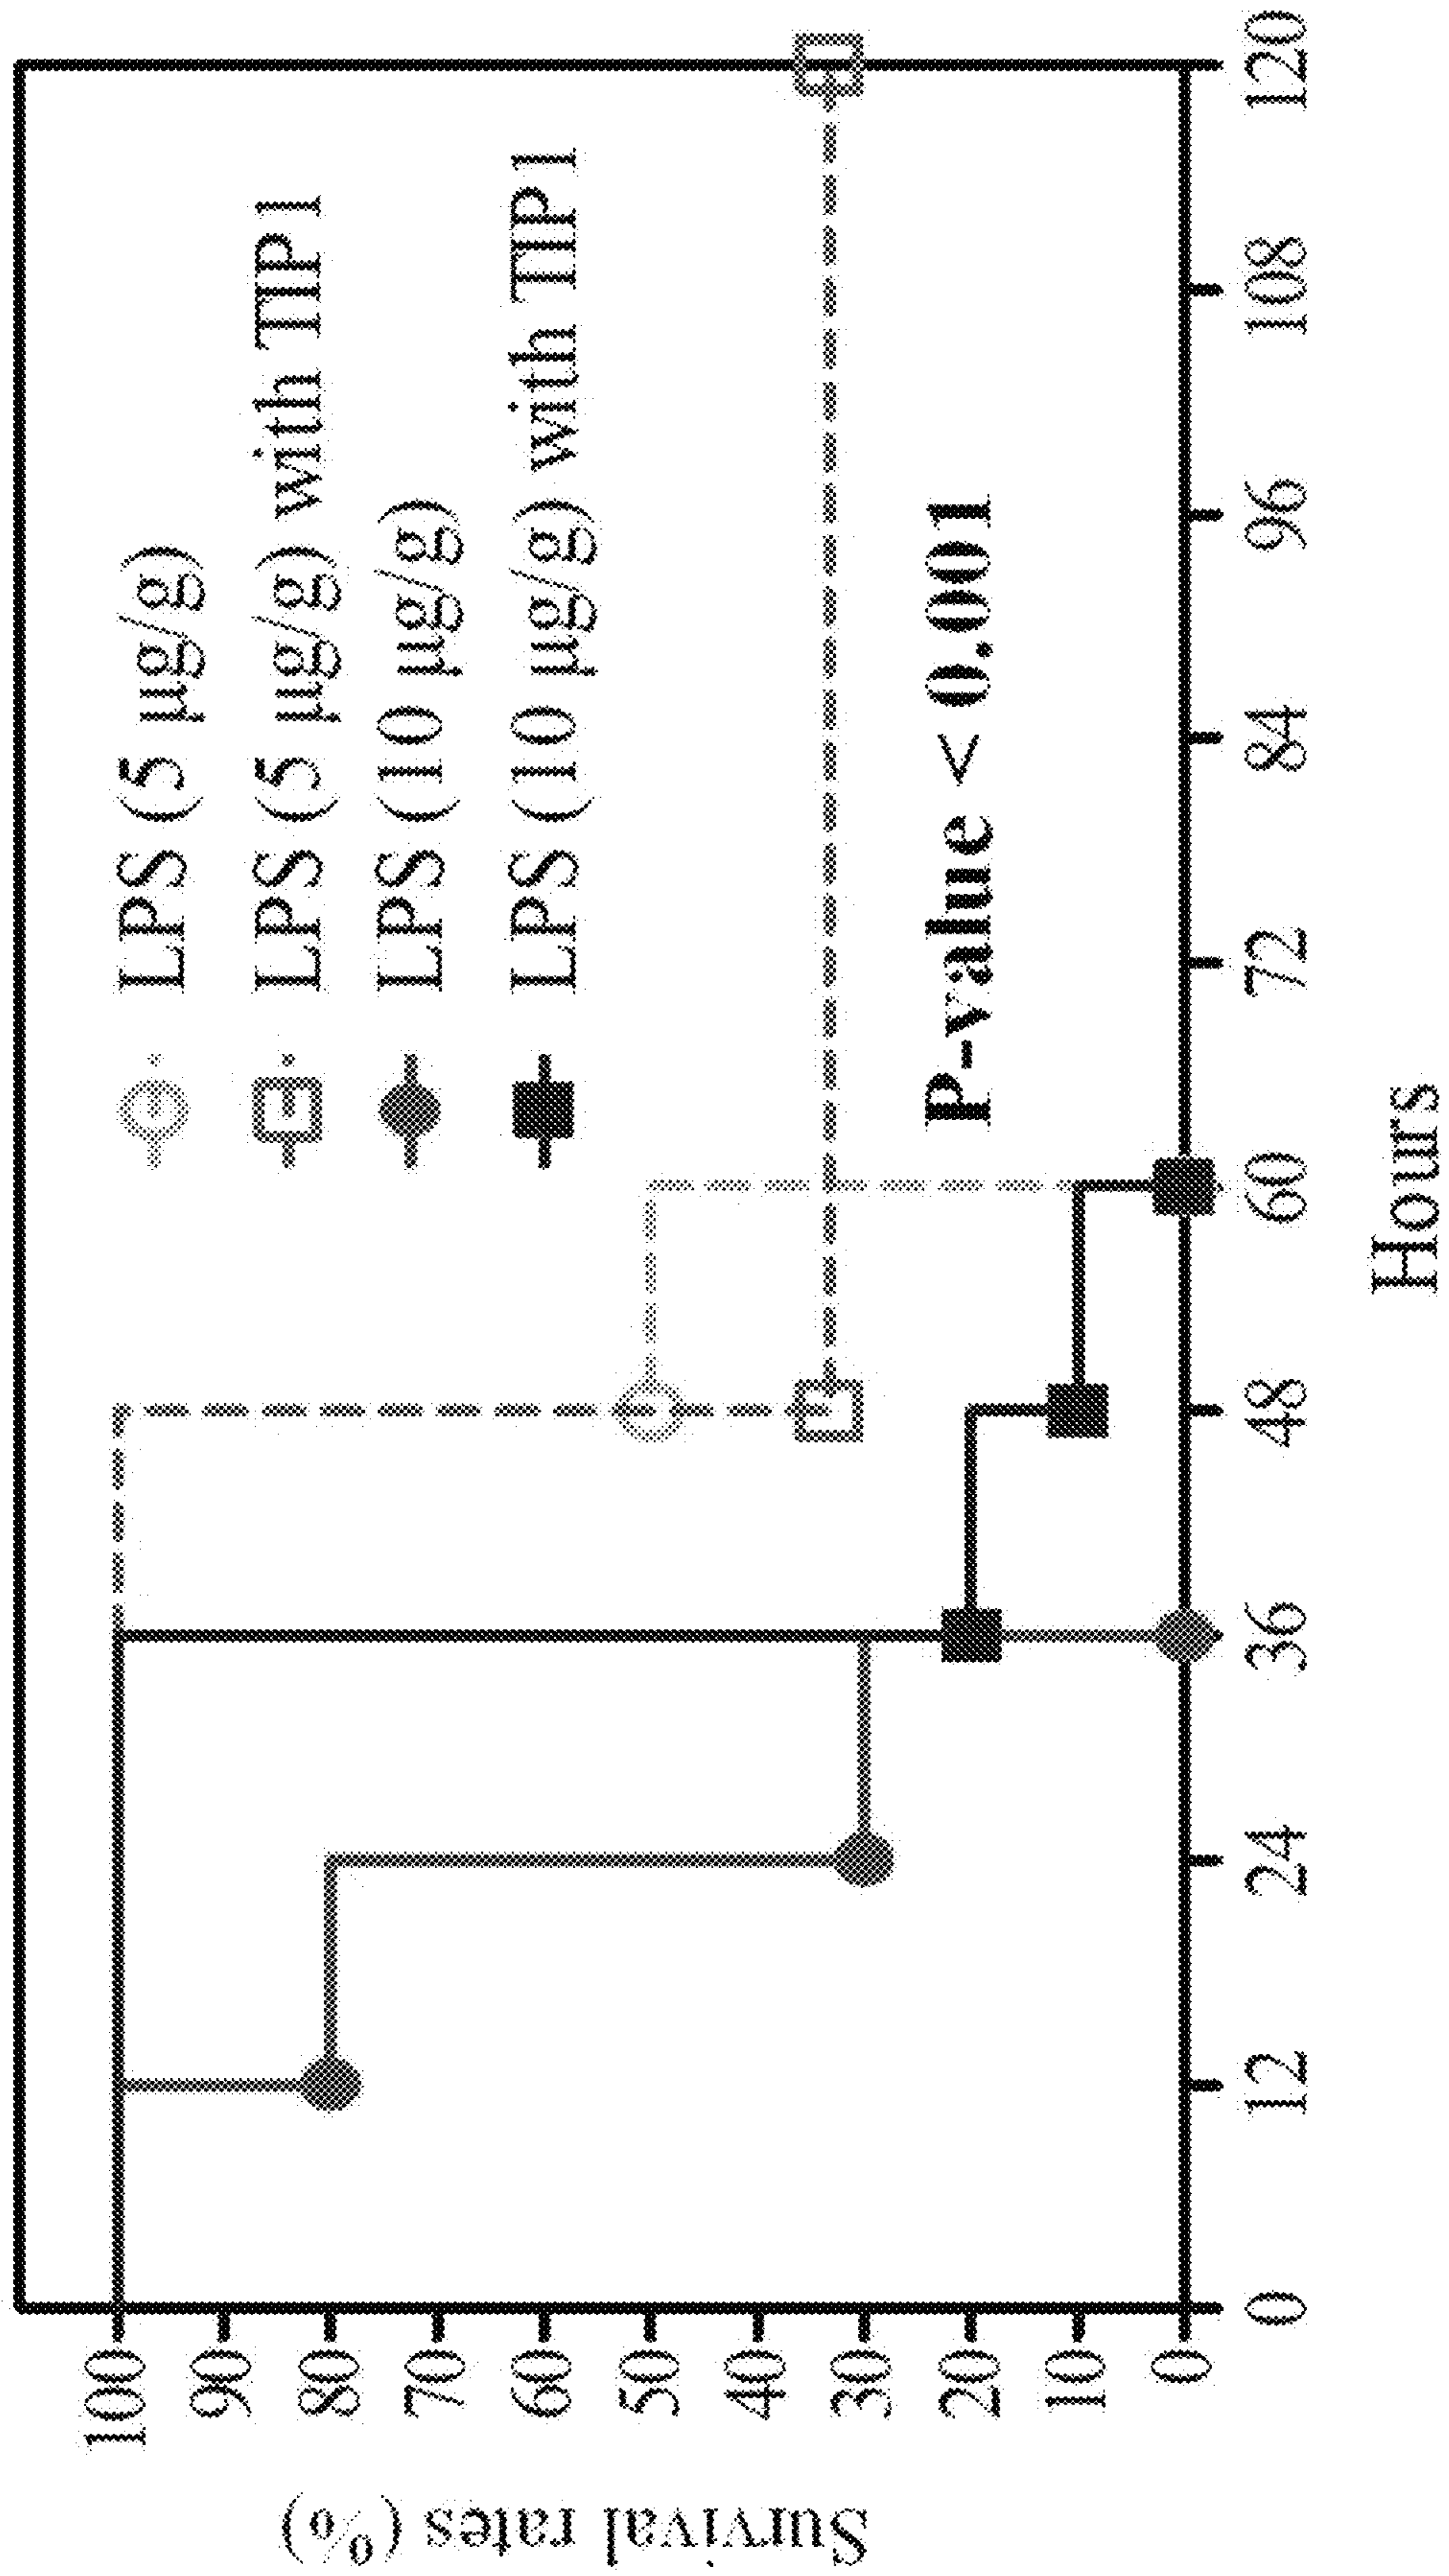 Survival rates (%)
100
90
80
70
60
50
40
30
20
10
0
LPS (5 µg/g)
LPS (5 µg/g) with TIP1
LPS (10 µg/g)
LPS (10 µg/g) with TIP1
P-value < 0.001
0 12 24 36 48 60 72 84 96 108 120
Hours